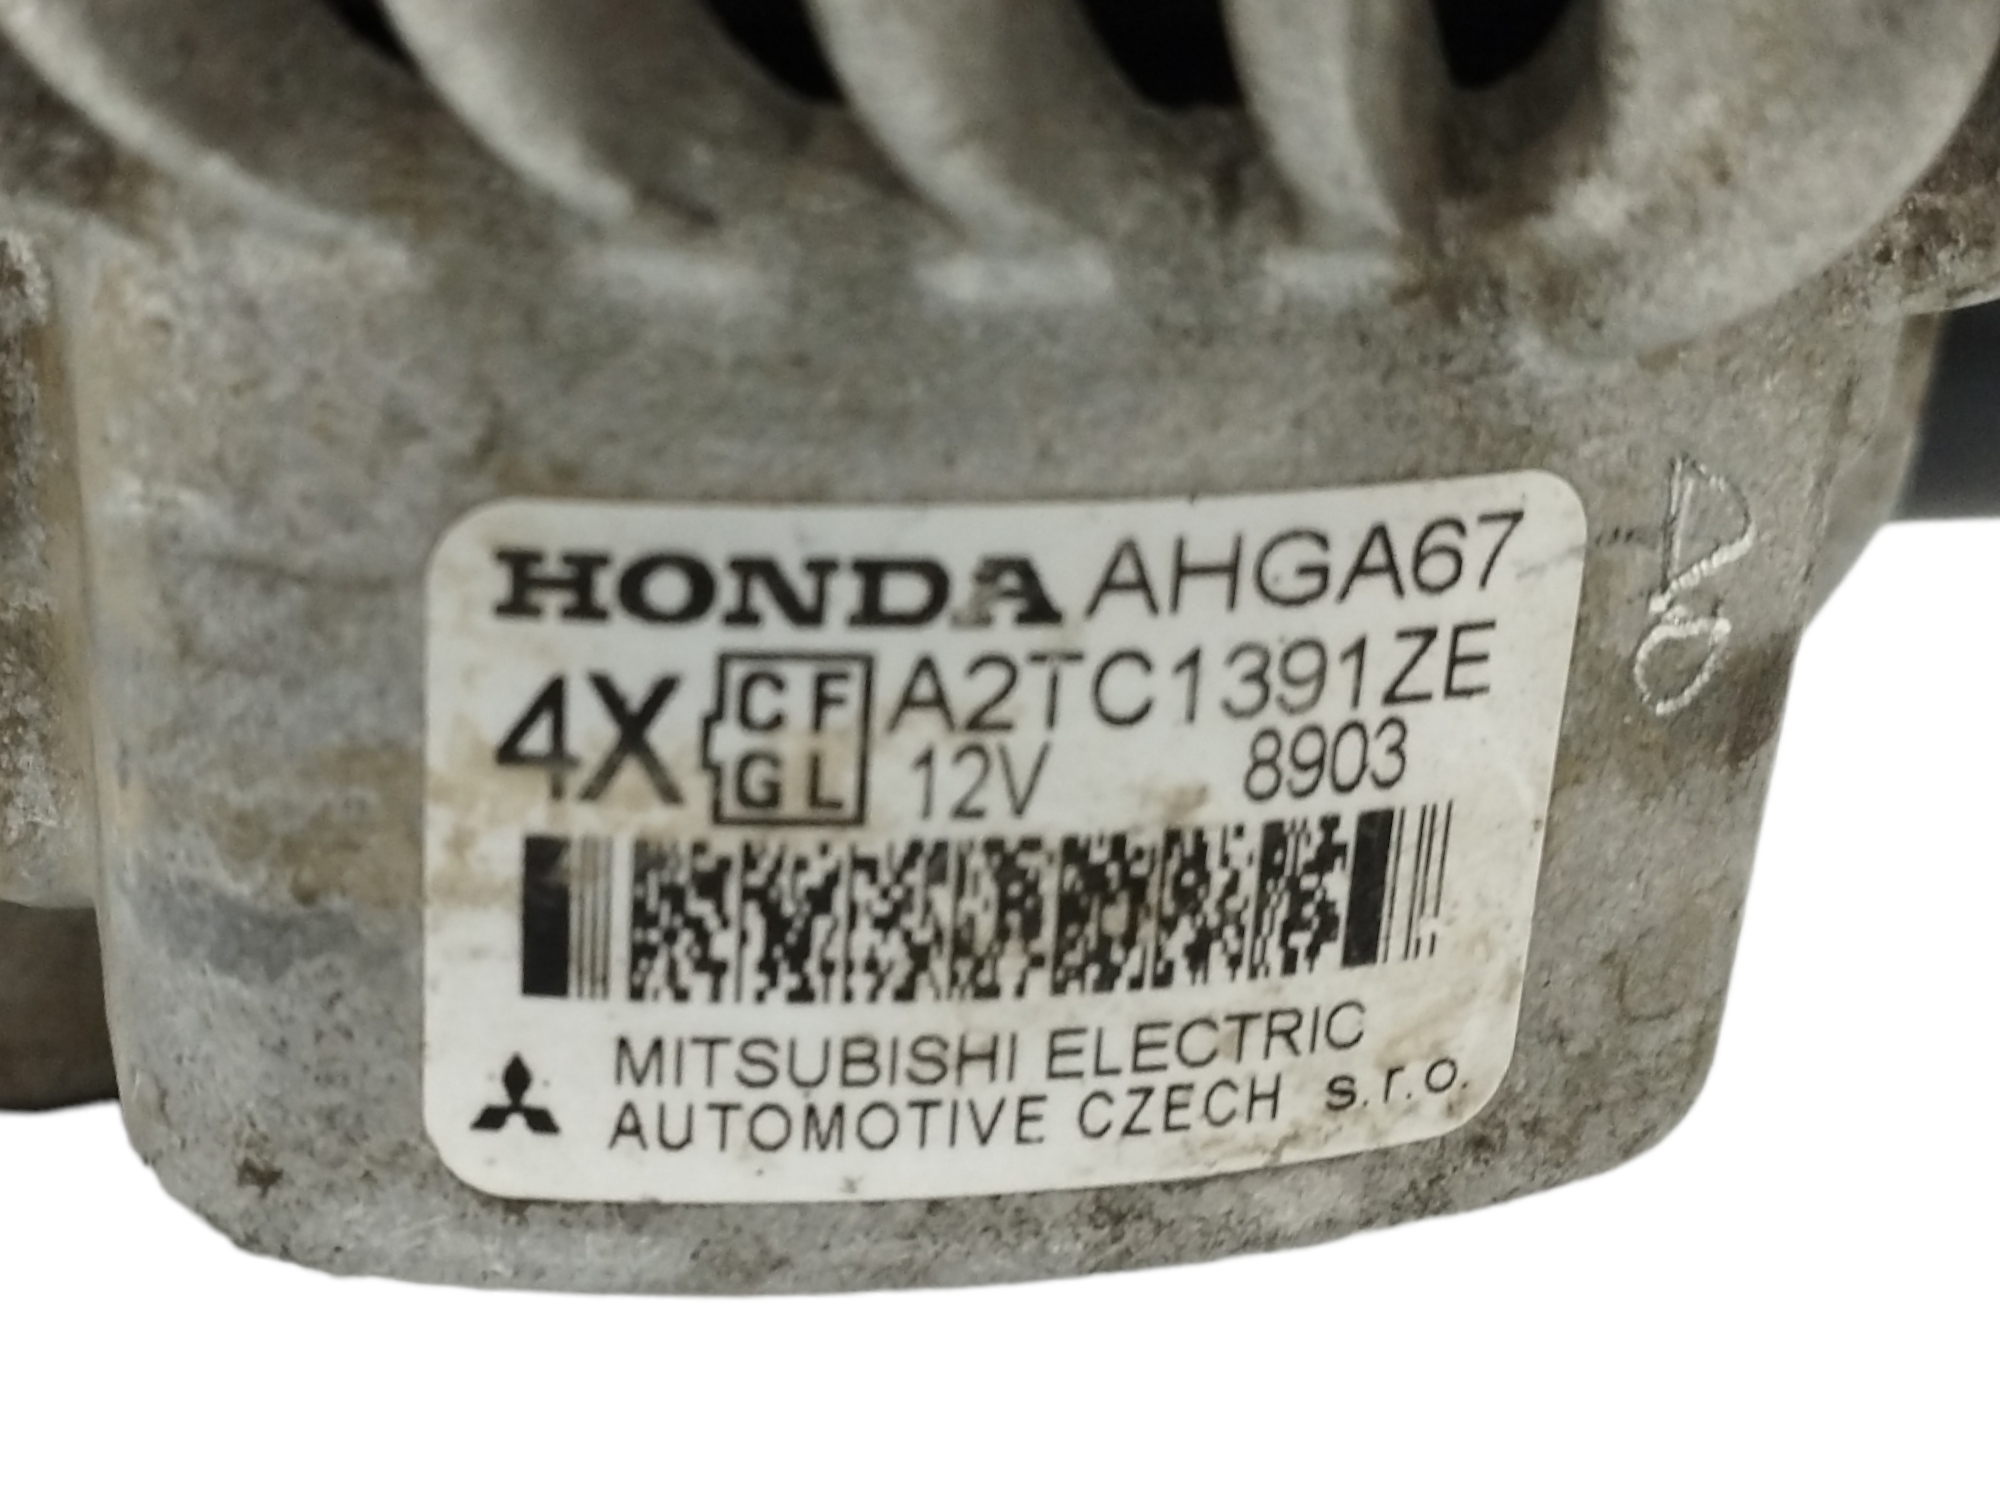 HONDA AHGA67
4X CF GL A2TC1391ZE
12V 8903
MITSUBISHI ELECTRIC
AUTOMOTIVE CZECH s.r.o.